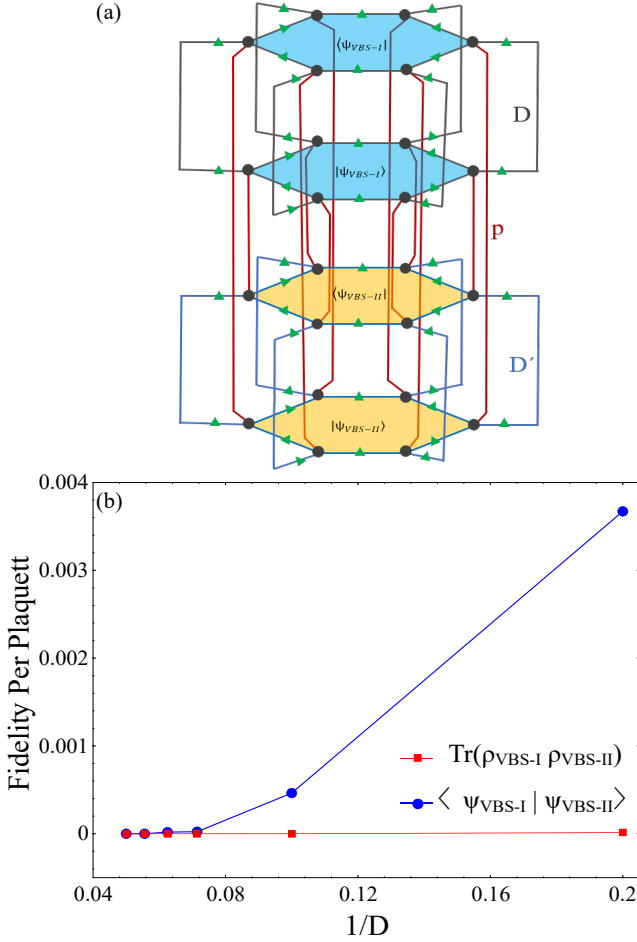 (a)
⟨ψVBS-I|
D
|ψVBS-I⟩
p
⟨ψVBS-II|
D′
|ψVBS-II⟩
(b)
0.004
0.003
0.002
0.001
0
Fidelity Per Plaquett
Tr(ρVBS-I ρVBS-II)
⟨ ψVBS-I | ψVBS-II⟩
0.04 0.08 0.12 0.16 0.2
1/D